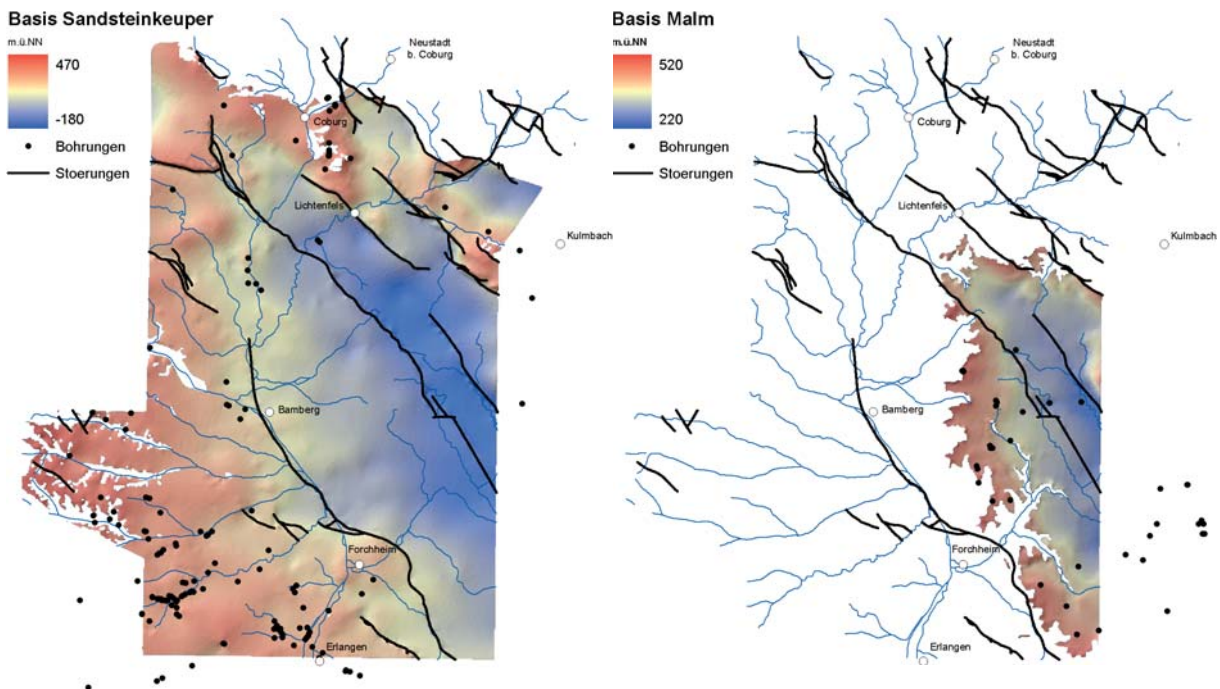 Basis Sandsteinkeuper
m.ü.NN
470
-180
Bohrungen
Stoerungen
Neustadt
b. Coburg
Coburg
Lichtenfels
Kulmbach
Bamberg
Forchheim
Erlangen
Basis Malm
m.ü.NN
520
220
Bohrungen
Stoerungen
Neustadt
b. Coburg
Coburg
Lichtenfels
Kulmbach
Bamberg
Forchheim
Erlangen